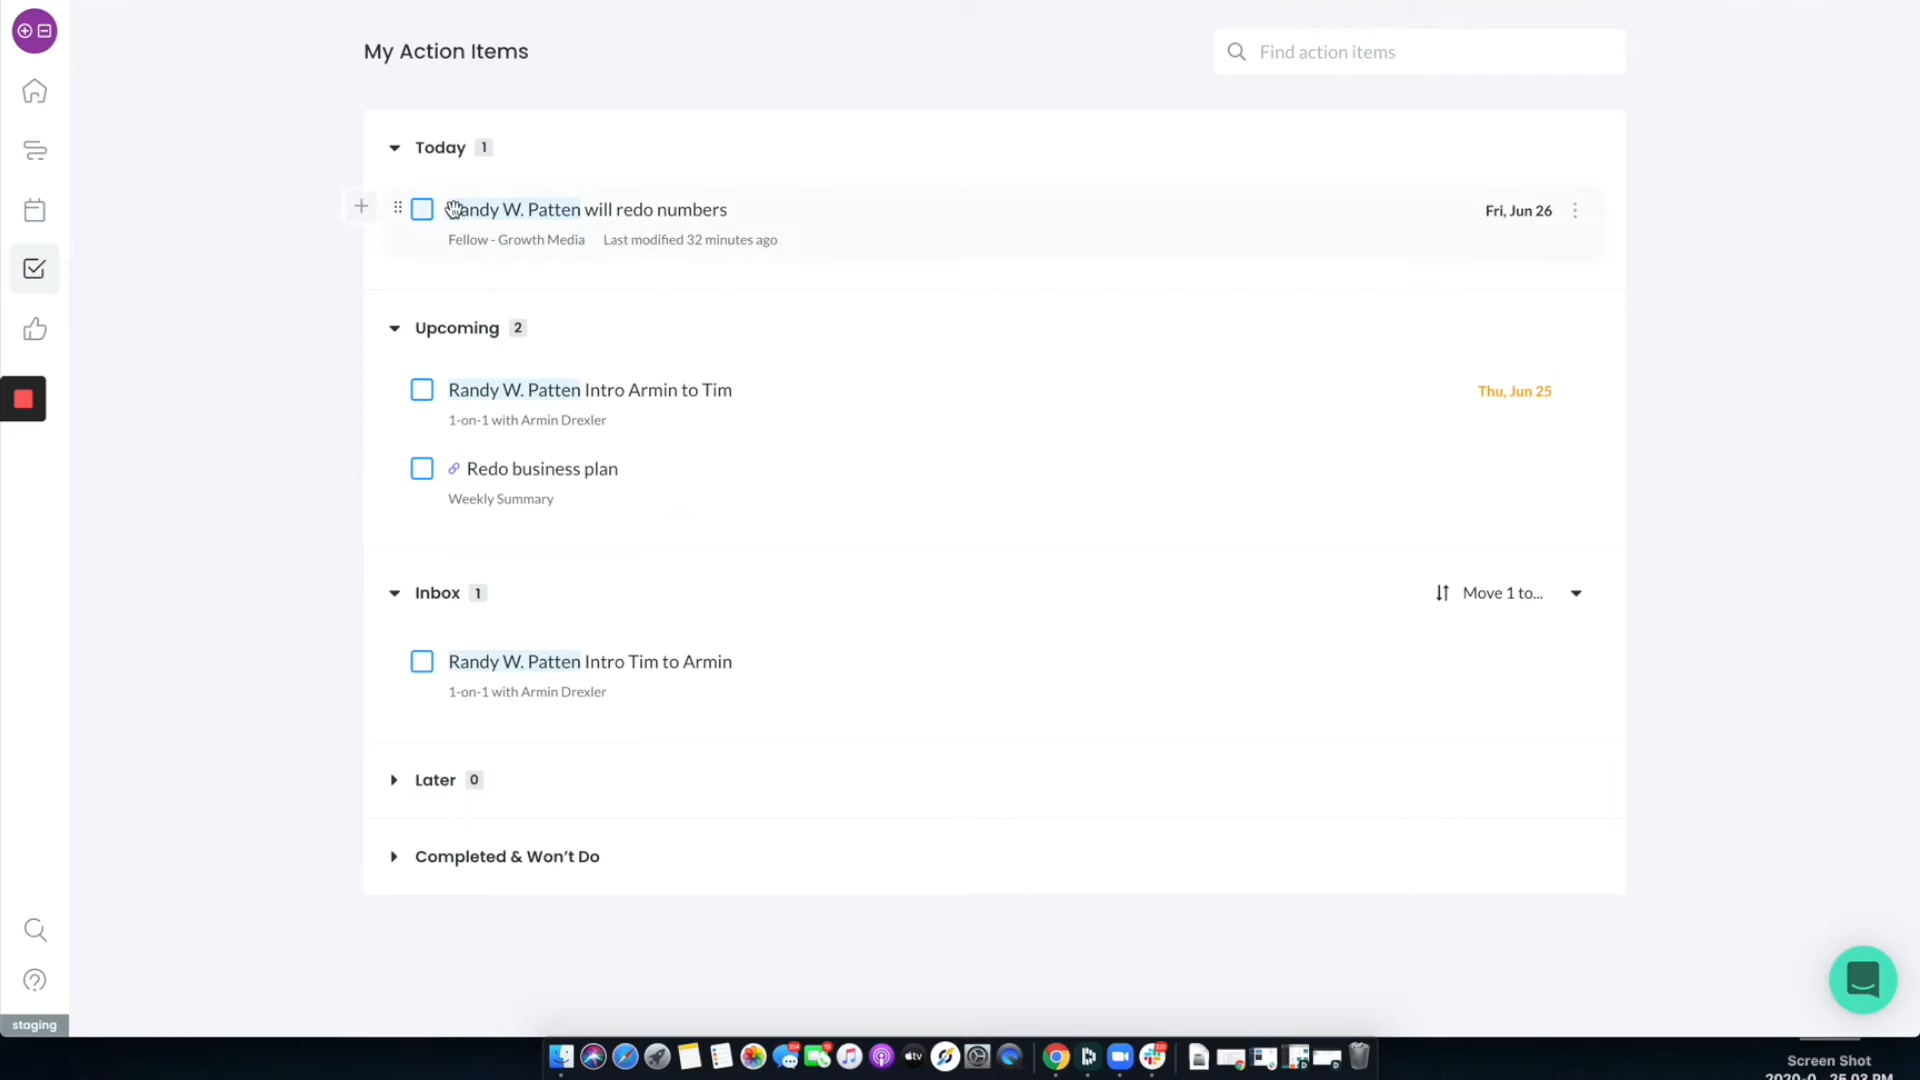 My Action Items
Find action items
Today 1
andy W. Patten will redo numbers
Fri, Jun 26
Fellow - Growth Media Last modified 32 minutes ago
Upcoming 2
Randy W. Patten Intro Armin to Tim
Thu, Jun 25
1-on-1 with Armin Drexler
Redo business plan
Weekly Summary
Inbox 1
Move 1 to...
Randy W. Patten Intro Tim to Armin
1-on-1 with Armin Drexler
Later 0
Completed & Won't Do
staging
tv
Screen Shot